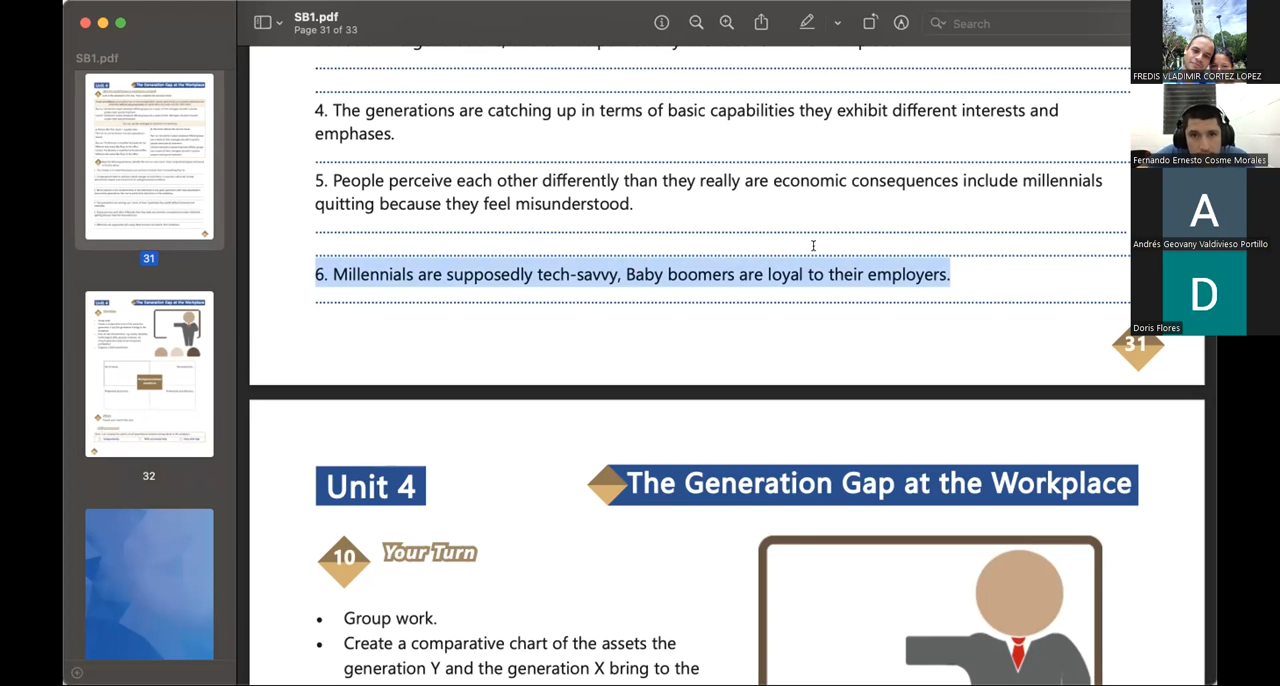 SB1.pdf
Page 31 of 33
Search
SB1.pdf
31
32
4. The generations are catching up in terms of basic capabilities they exhibit different interests and
emphases.
5. People perceive each other differently than they really are economic consequences include millennials
quitting because they feel misunderstood.
6. Millennials are supposedly tech-savvy, Baby boomers are loyal to their employers.
31
Unit 4
The Generation Gap at the Workplace
10
Your Turn
• Group work.
• Create a comparative chart of the assets the
generation Y and the generation X bring to the
FREDIS VLADIMIR CORTEZ LOPEZ
Fernando Ernesto Cosme Morales
A
Andrés Geovany Valdivieso Portillo
D
Doris Flores